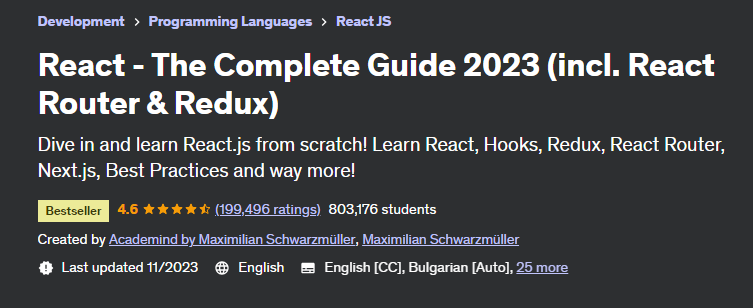 Development > Programming Languages > React JS
React - The Complete Guide 2023 (incl. React
Router & Redux)
Dive in and learn React.js from scratch! Learn React, Hooks, Redux, React Router,
Next.js, Best Practices and way more!
Bestseller 4.6 ★★★★⯪ (199,496 ratings) 803,176 students
Created by Academind by Maximilian Schwarzmüller, Maximilian Schwarzmüller
Last updated 11/2023 English English [CC], Bulgarian [Auto], 25 more